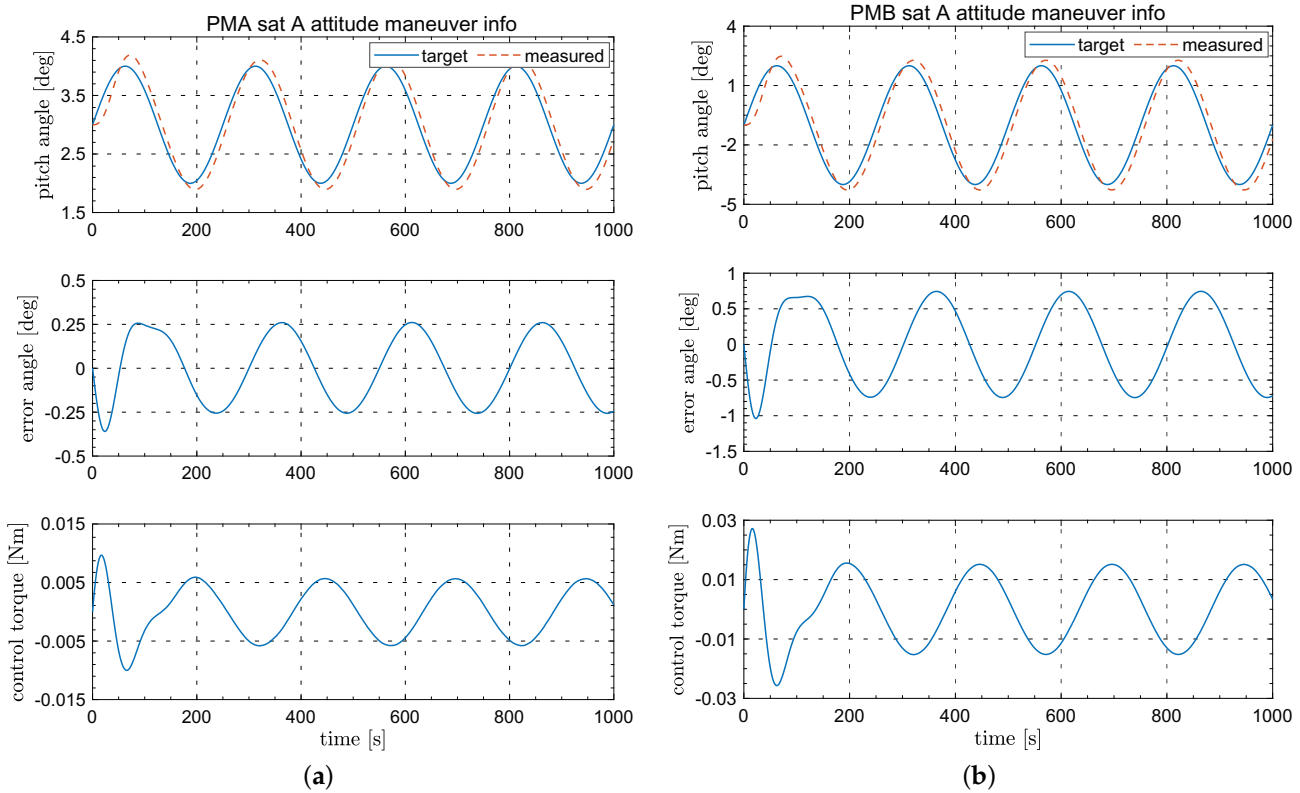 PMA sat A attitude maneuver info
4.5
3.5
2.5
1.5
pitch angle [deg]
target
measured
0 200 400 600 800 1000
0.5
0.25
0
-0.25
-0.5
error angle [deg]
0 200 400 600 800 1000
0.015
0.005
-0.005
-0.015
control torque [Nm]
0 200 400 600 800 1000
time [s]
(a)
PMB sat A attitude maneuver info
4
1
-2
-5
pitch angle [deg]
target
measured
0 200 400 600 800 1000
1
0.5
0
-0.5
-1
-1.5
error angle [deg]
0 200 400 600 800 1000
0.03
0.01
-0.01
-0.03
control torque [Nm]
0 200 400 600 800 1000
time [s]
(b)